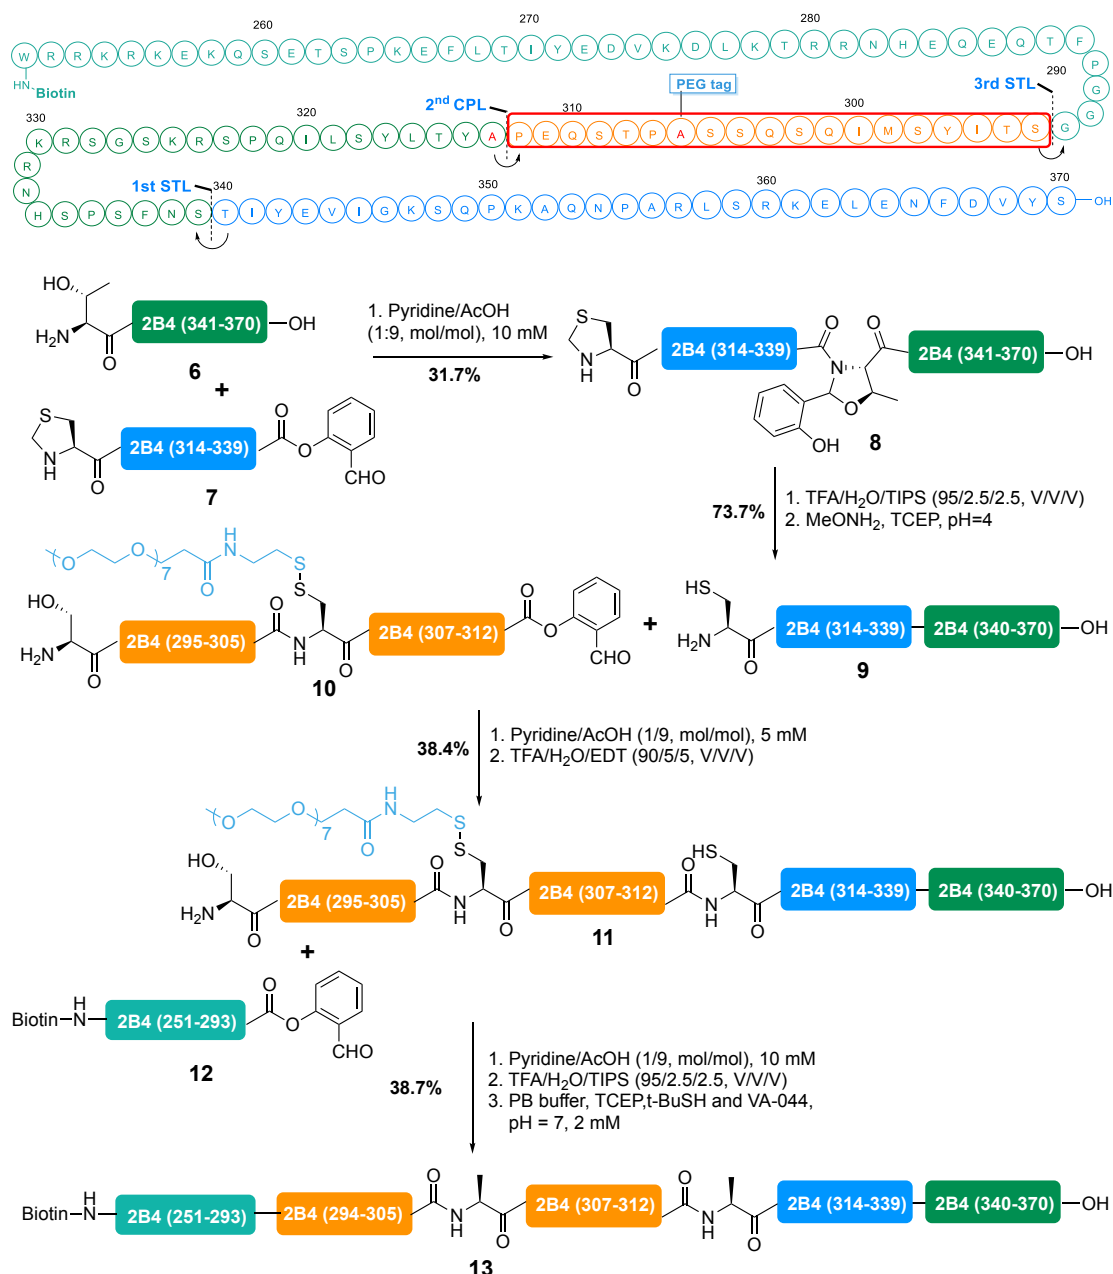 260 270 280
W R R K R K E K Q S E T S P K E F L T I Y E D V K D L K T R R N H E Q E Q T F
HN
Biotin
P
G
G
PEG tag
2nd CPL
3rd STL
290
330 320 310 300
K R S G S K R S P Q I L S Y L T Y A P E Q S T P A S S Q S Q I M S Y I T S G
R
N
1st STL
340 350 360 370
H S P S F N S T I Y E V I G K S Q P K A Q N P A R L S R K E L E N F D V Y S OH
HO
H2N
O
2B4 (341-370)
OH
6
+
S
N
H
O
2B4 (314-339)
O
O
CHO
7
1. Pyridine/AcOH
(1:9, mol/mol), 10 mM
31.7%
S
N
H
O
2B4 (314-339)
O
N
O
O
OH
2B4 (341-370)
OH
8
73.7%
1. TFA/H2O/TIPS (95/2.5/2.5, V/V/V)
2. MeONH2, TCEP, pH=4
O
O
7
O
H
N
S
S
HO
H2N
O
2B4 (295-305)
O
N
H
O
2B4 (307-312)
O
O
CHO
10
+
HS
H2N
O
2B4 (314-339)
2B4 (340-370)
OH
9
38.4%
1. Pyridine/AcOH (1/9, mol/mol), 5 mM
2. TFA/H2O/EDT (90/5/5, V/V/V)
O
O
7
O
H
N
S
S
HO
H2N
O
2B4 (295-305)
O
N
H
O
2B4 (307-312)
O
N
H
HS
O
2B4 (314-339)
2B4 (340-370)
OH
11
+
Biotin
H
N
2B4 (251-293)
O
O
CHO
12
38.7%
1. Pyridine/AcOH (1/9, mol/mol), 10 mM
2. TFA/H2O/TIPS (95/2.5/2.5, V/V/V)
3. PB buffer, TCEP,t-BuSH and VA-044,
pH = 7, 2 mM
Biotin
H
N
2B4 (251-293)
2B4 (294-305)
O
N
H
O
2B4 (307-312)
O
N
H
O
2B4 (314-339)
2B4 (340-370)
OH
13